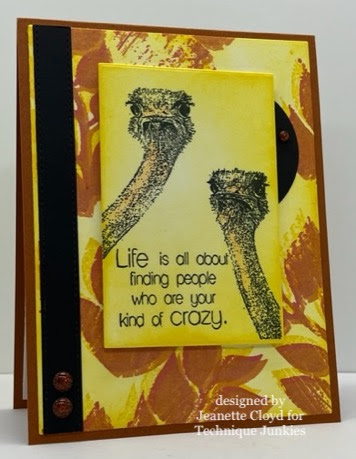 Life is all about
finding people
who are your
kind of crazy.
designed by
Jeanette Cloyd for
Technique Junkies